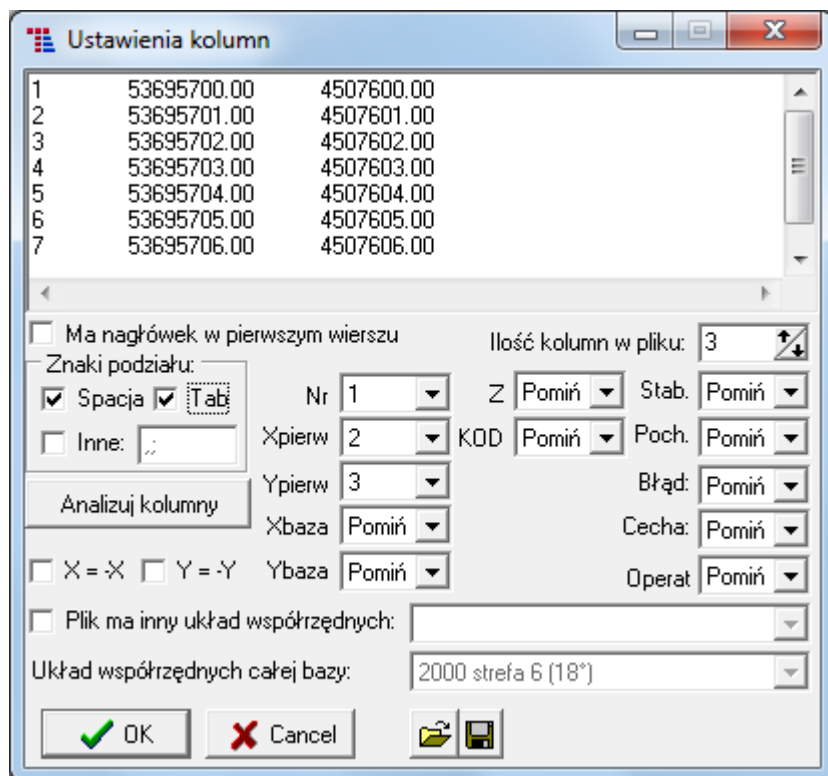 Ustawienia kolumn
1 53695700.00 4507600.00
2 53695701.00 4507601.00
3 53695702.00 4507602.00
4 53695703.00 4507603.00
5 53695704.00 4507604.00
6 53695705.00 4507605.00
7 53695706.00 4507606.00
Ma nagłówek w pierwszym wierszu Ilość kolumn w pliku: 3
Znaki podziału:
Spacja Tab Nr 1 Z Pomiń Stab. Pomiń
Inne: ,; Xpierw 2 KOD Pomiń Poch. Pomiń
Analizuj kolumny Ypierw 3 Błąd: Pomiń
Xbaza Pomiń Cecha: Pomiń
X = -X Y = -Y Ybaza Pomiń Operat Pomiń
Plik ma inny układ współrzędnych:
Układ współrzędnych całej bazy: 2000 strefa 6 (18°)
OK Cancel